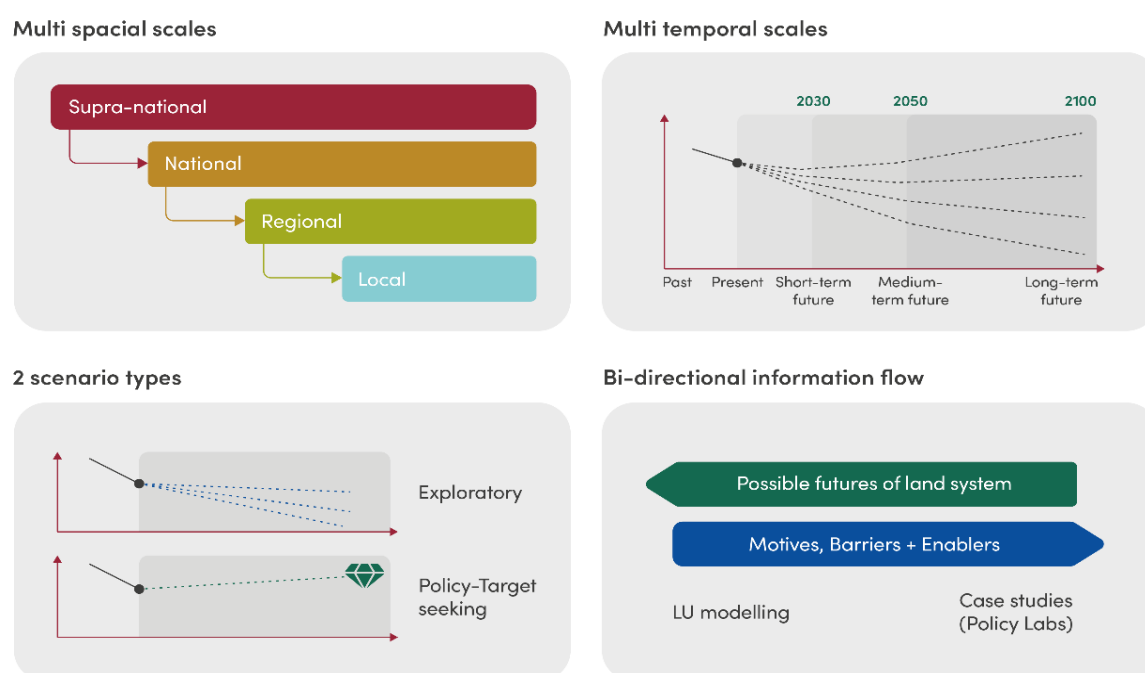 Multi spacial scales
Supra-national
National
Regional
Local
Multi temporal scales
2030
2050
2100
Past
Present
Short-term
future
Medium-
term future
Long-term
future
2 scenario types
Exploratory
Policy-Target
seeking
Bi-directional information flow
Possible futures of land system
Motives, Barriers + Enablers
LU modelling
Case studies
(Policy Labs)